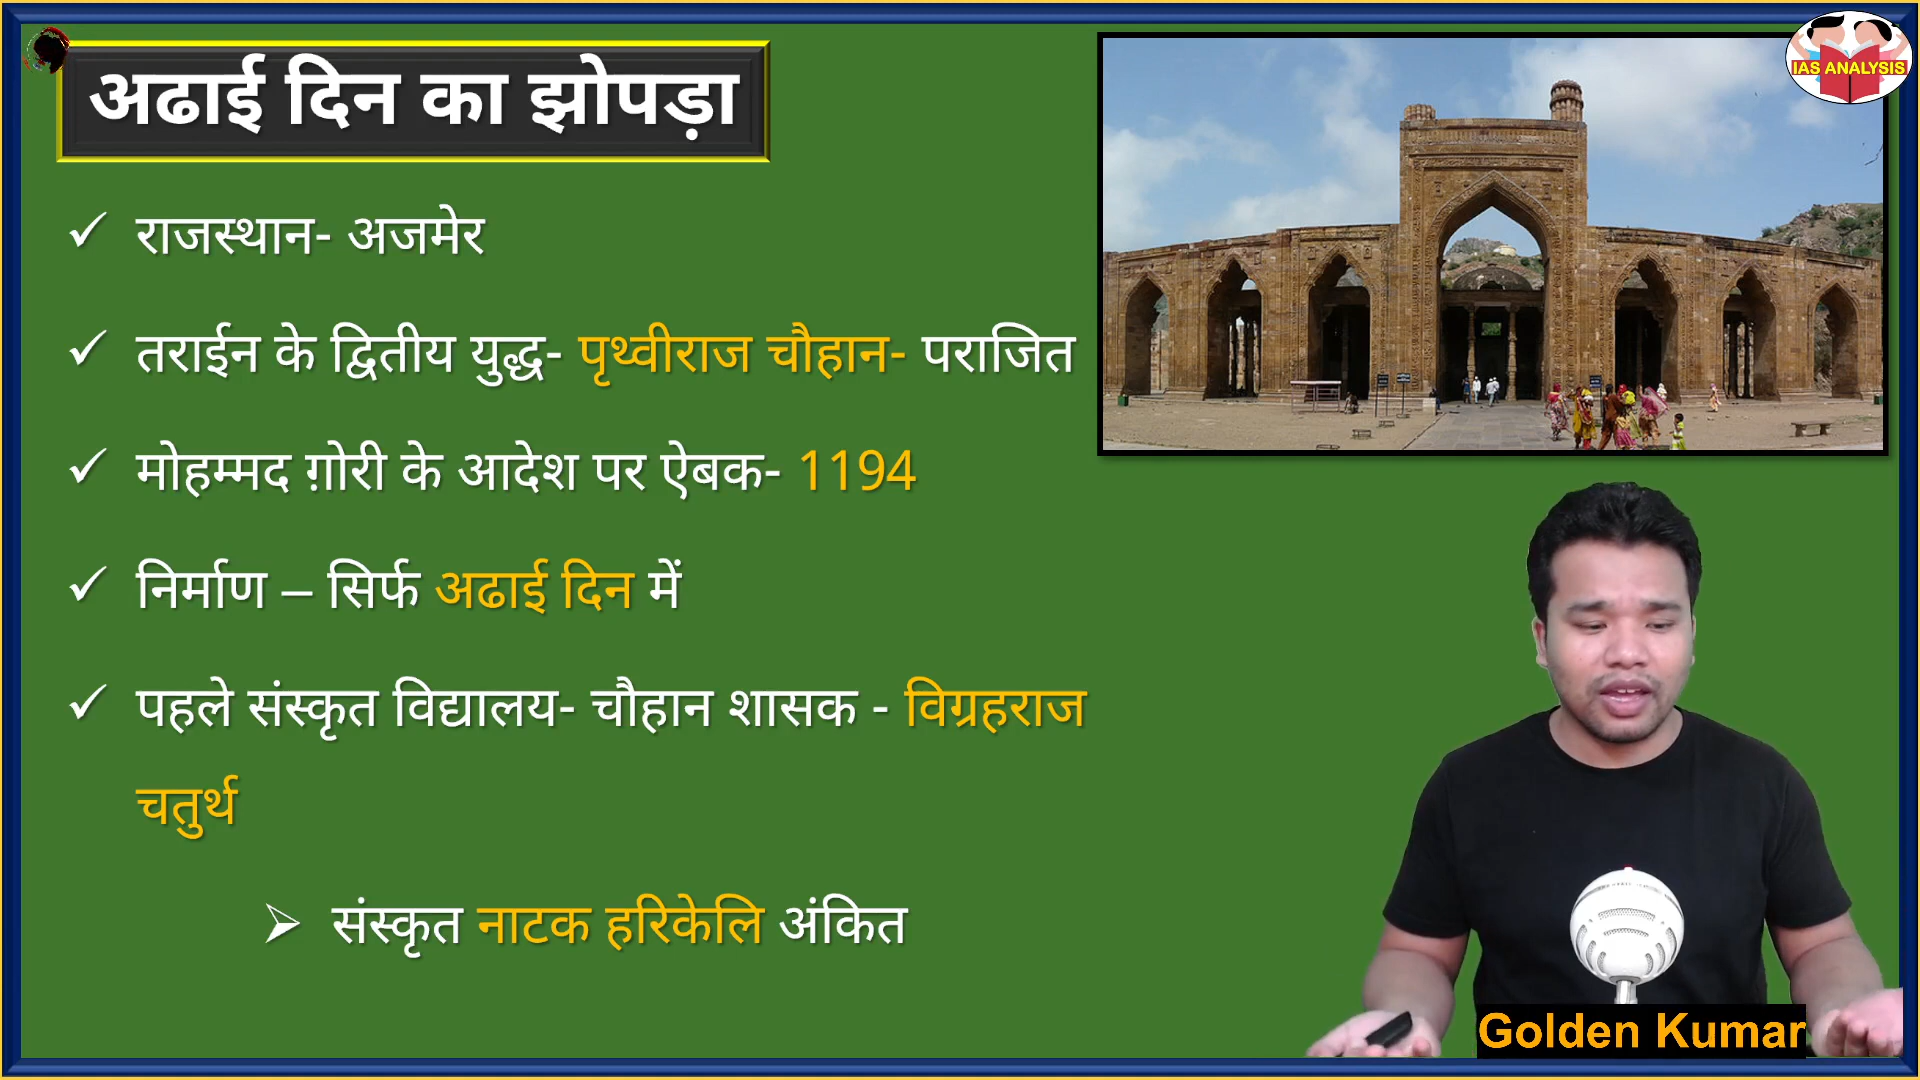 अढाई दिन का झोपड़ा
IAS ANALYSIS
राजस्थान- अजमेर
तराईन के द्वितीय युद्ध- पृथ्वीराज चौहान- पराजित
मोहम्मद ग़ोरी के आदेश पर ऐबक- 1194
निर्माण – सिर्फ अढाई दिन में
पहले संस्कृत विद्यालय- चौहान शासक - विग्रहराज
चतुर्थ
संस्कृत नाटक हरिकेलि अंकित
Golden Kumar